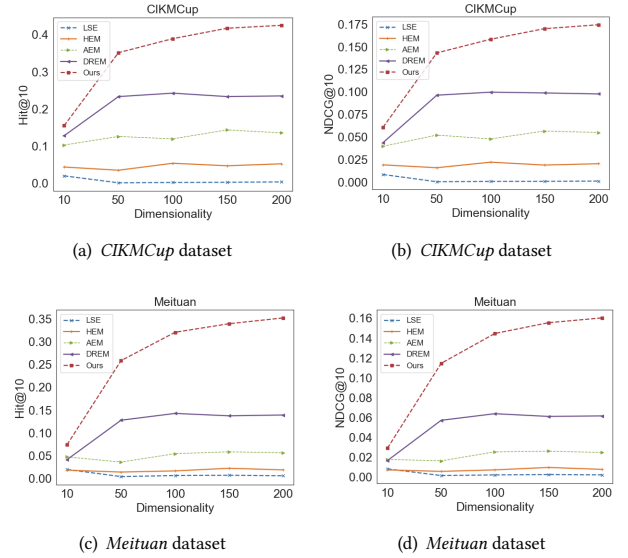 CIKMCup
LSE
HEM
AEM
DREM
Ours
Hit@10
0.4
0.3
0.2
0.1
0.0
10 50 100 150 200
Dimensionality
(a) CIKMCup dataset
CIKMCup
LSE
HEM
AEM
DREM
Ours
NDCG@10
0.175
0.150
0.125
0.100
0.075
0.050
0.025
0.000
10 50 100 150 200
Dimensionality
(b) CIKMCup dataset
Meituan
LSE
HEM
AEM
DREM
Ours
Hit@10
0.35
0.30
0.25
0.20
0.15
0.10
0.05
0.00
10 50 100 150 200
Dimensionality
(c) Meituan dataset
Meituan
LSE
HEM
AEM
DREM
Ours
NDCG@10
0.16
0.14
0.12
0.10
0.08
0.06
0.04
0.02
0.00
10 50 100 150 200
Dimensionality
(d) Meituan dataset